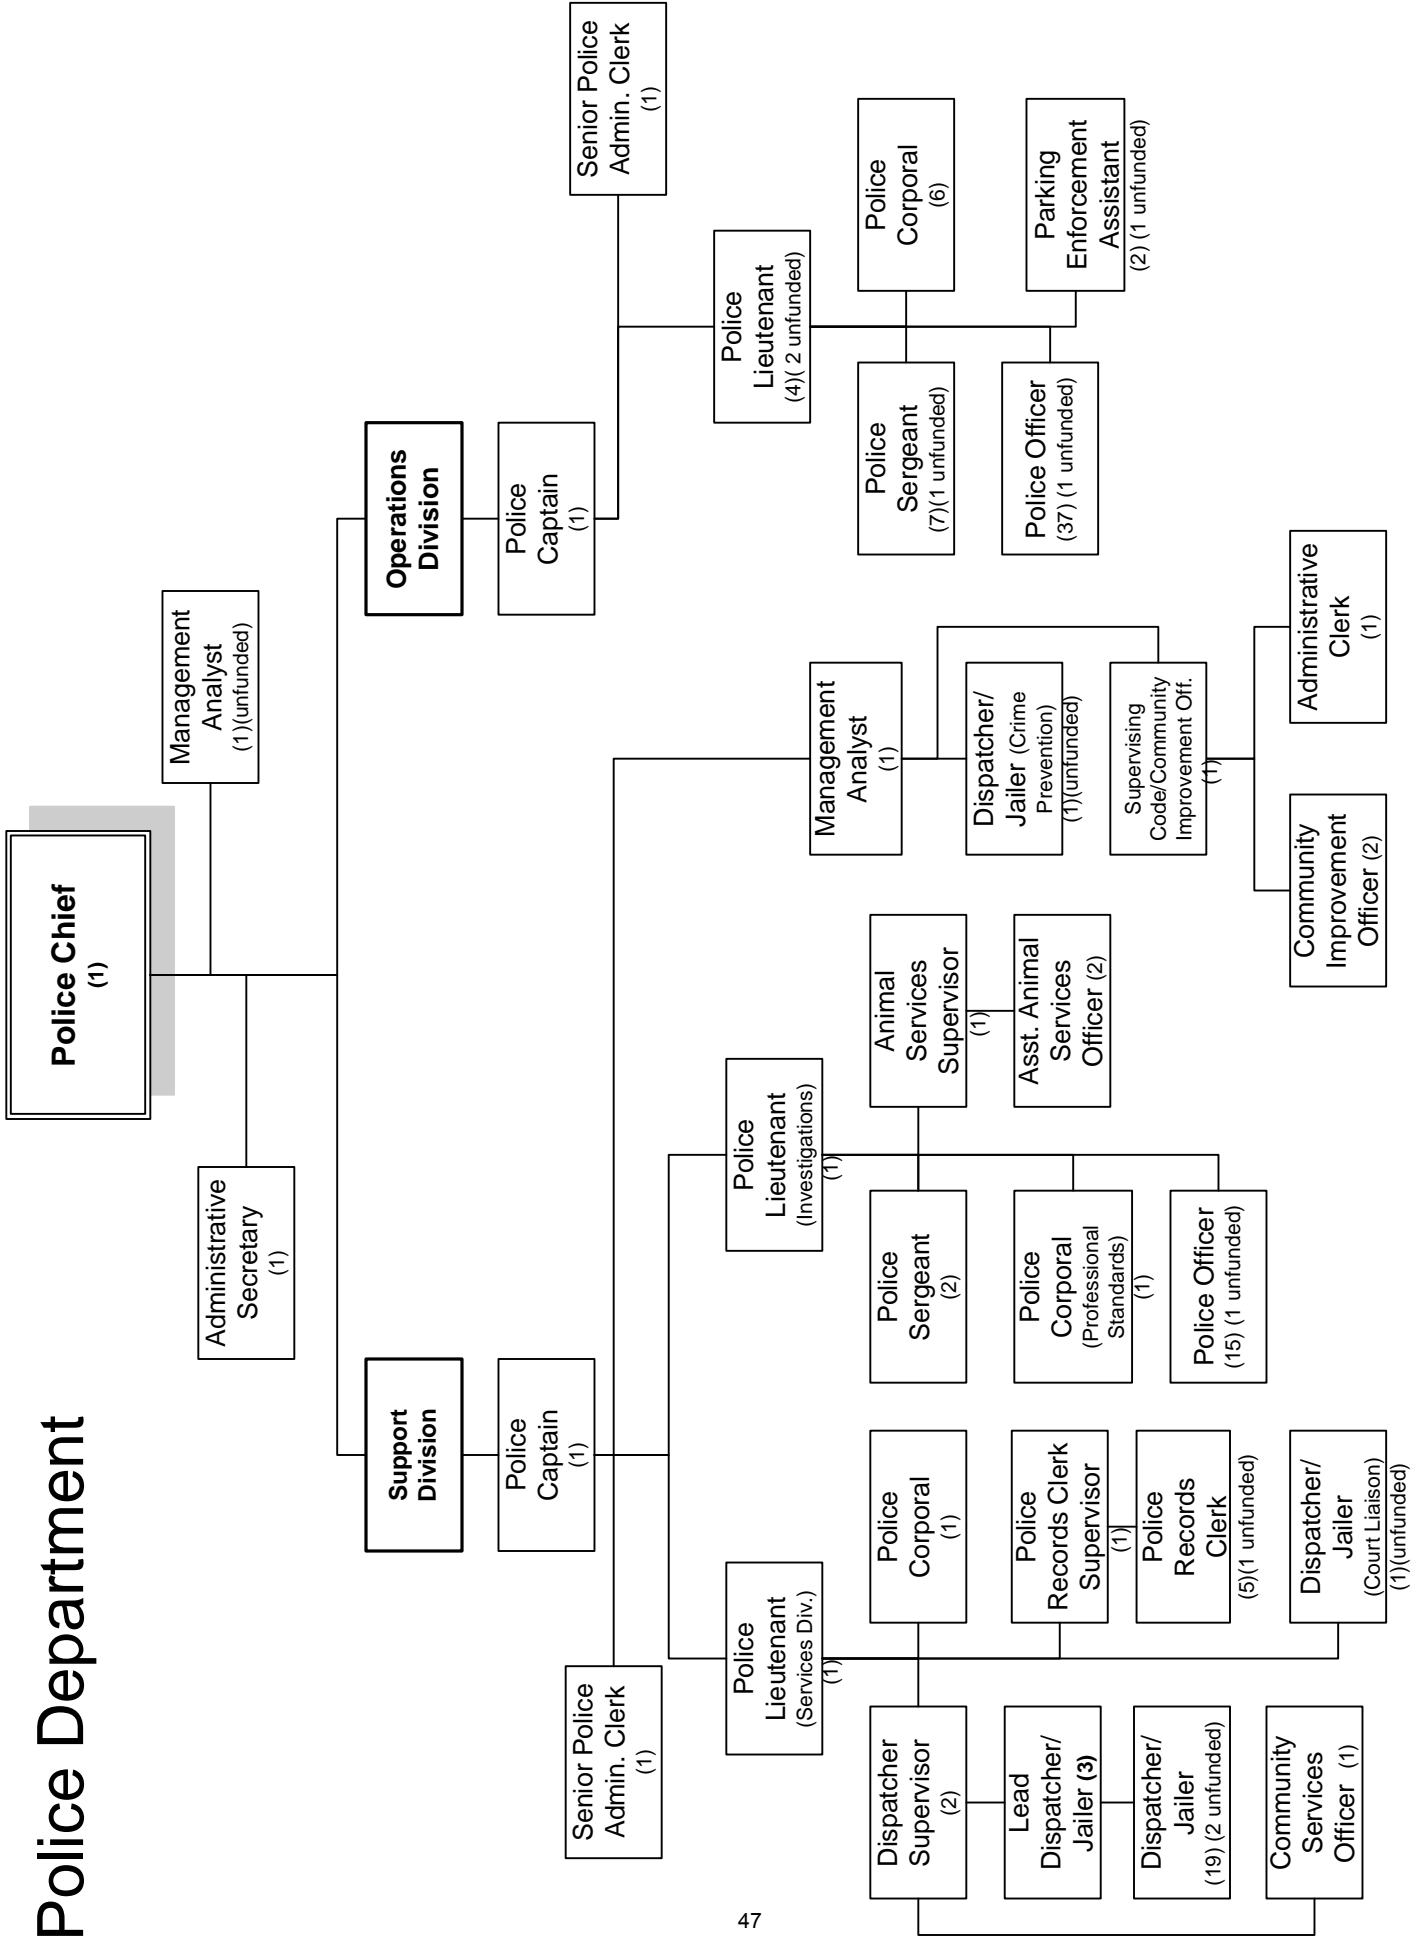 Police Department
Police Chief
(1)
Administrative
Secretary
(1)
Management
Analyst
(1)(unfunded)
Support
Division
Operations
Division
Police
Captain
(1)
Police
Captain
(1)
Senior Police
Admin. Clerk
(1)
Senior Police
Admin. Clerk
(1)
Police
Lieutenant
(Services Div.)
(1)
Police
Lieutenant
(Investigations)
(1)
Management
Analyst
(1)
Police
Lieutenant
(4)( 2 unfunded)
Dispatcher
Supervisor
(2)
Police
Corporal
(1)
Lead
Dispatcher/
Jailer (3)
Police
Records Clerk
Supervisor
(1)
Dispatcher/
Jailer
(19) (2 unfunded)
Police
Records
Clerk
(5)(1 unfunded)
Community
Services
Officer (1)
Dispatcher/
Jailer
(Court Liaison)
(1)(unfunded)
Police
Sergeant
(2)
Animal
Services
Supervisor
(1)
Police
Corporal
(Professional
Standards)
(1)
Asst. Animal
Services
Officer (2)
Police Officer
(15) (1 unfunded)
Dispatcher/
Jailer (Crime
Prevention)
(1)(unfunded)
Supervising
Code/Community
Improvement Off.
(1)
Community
Improvement
Officer (2)
Administrative
Clerk
(1)
Police
Sergeant
(7)(1 unfunded)
Police
Corporal
(6)
Police Officer
(37) (1 unfunded)
Parking
Enforcement
Assistant
(2) (1 unfunded)
47